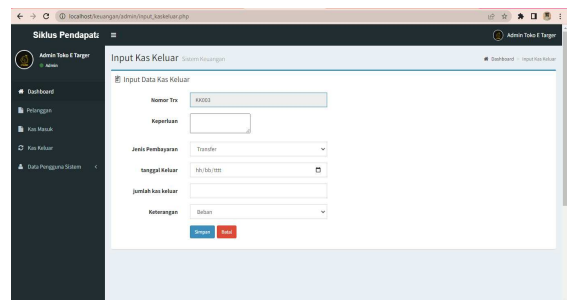 localhost/keuangan/admin/input_kaskeluar.php
Siklus Pendapata
Admin Toko E Targer
Admin Toko E Targer
Admin
Input Kas Keluar Sistem Keuangan
Dashboard > Input Kas Keluar
Input Data Kas Keluar
Dashboard
Pelanggan
Kas Masuk
Kas Keluar
Data Pengguna Sistem
Nomor Trx KK003
Keperluan
Jenis Pembayaran Transfer
tanggal Keluar hh/bb/tttt
jumlah kas keluar
Keterangan Beban
Simpan Batal